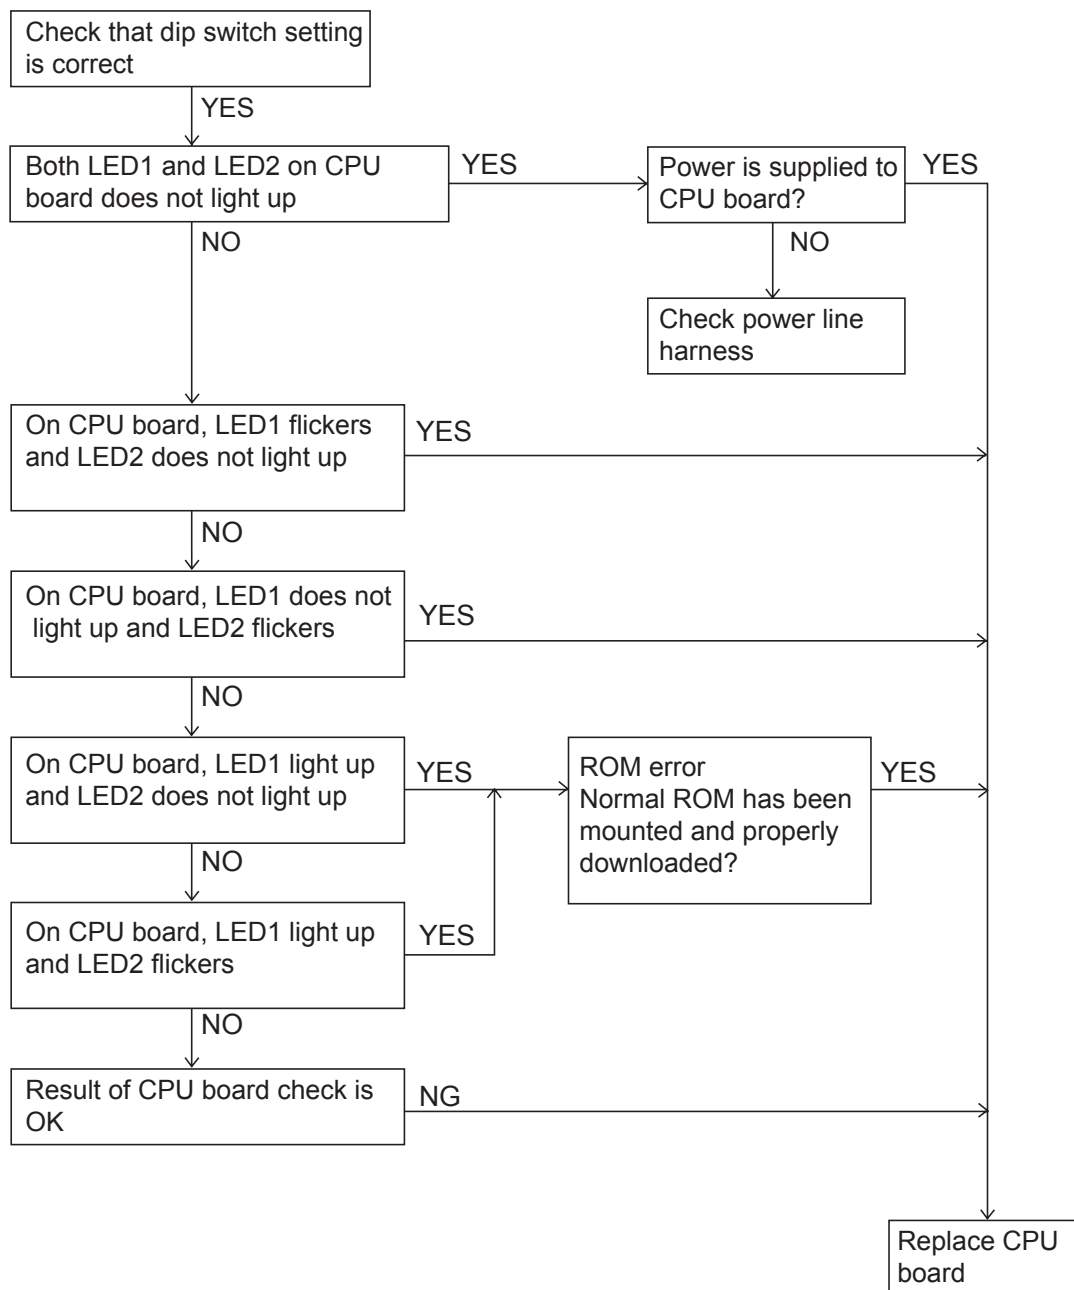 Check that dip switch setting
is correct
YES
Both LED1 and LED2 on CPU
board does not light up
YES
Power is supplied to
CPU board?
YES
NO
NO
Check power line
harness
On CPU board, LED1 flickers
and LED2 does not light up
YES
NO
On CPU board, LED1 does not
light up and LED2 flickers
YES
NO
On CPU board, LED1 light up
and LED2 does not light up
YES
ROM error
Normal ROM has been
mounted and properly
downloaded?
YES
NO
On CPU board, LED1 light up
and LED2 flickers
YES
NO
Result of CPU board check is
OK
NG
Replace CPU
board